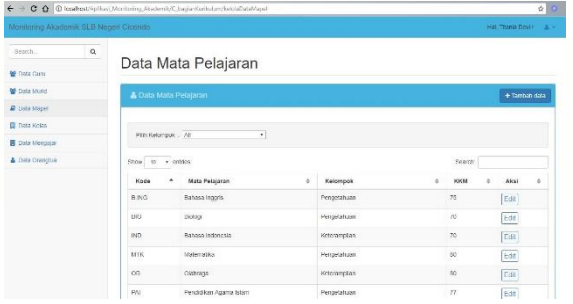 localhost/Aplikasi_Monitoring_Akademik/C_bagianKurikulum/kelolaDataMapel
Monitoring Akademik SLB Negeri Cicendo
Hai,
Search...
Data Guru
Data Murid
Data Mapel
Data Kelas
Data Mengajar
Data Orangtua
Data Mata Pelajaran
Data Mata Pelajaran
+ Tambah data
Pilih Kelompok : All
Show 10 entries
Search:
Kode Mata Pelajaran Kelompok KKM Aksi
B.ING Bahasa Inggris Pengetahuan 75 Edit
BIO Biologi Pengetahuan 70 Edit
IND Bahasa Indonesia Keterampilan 70 Edit
MTK Matematika Pengetahuan 80 Edit
OR Olahraga Keterampilan 80 Edit
PAI Pendidikan Agama Islam Pengetahuan 77 Edit